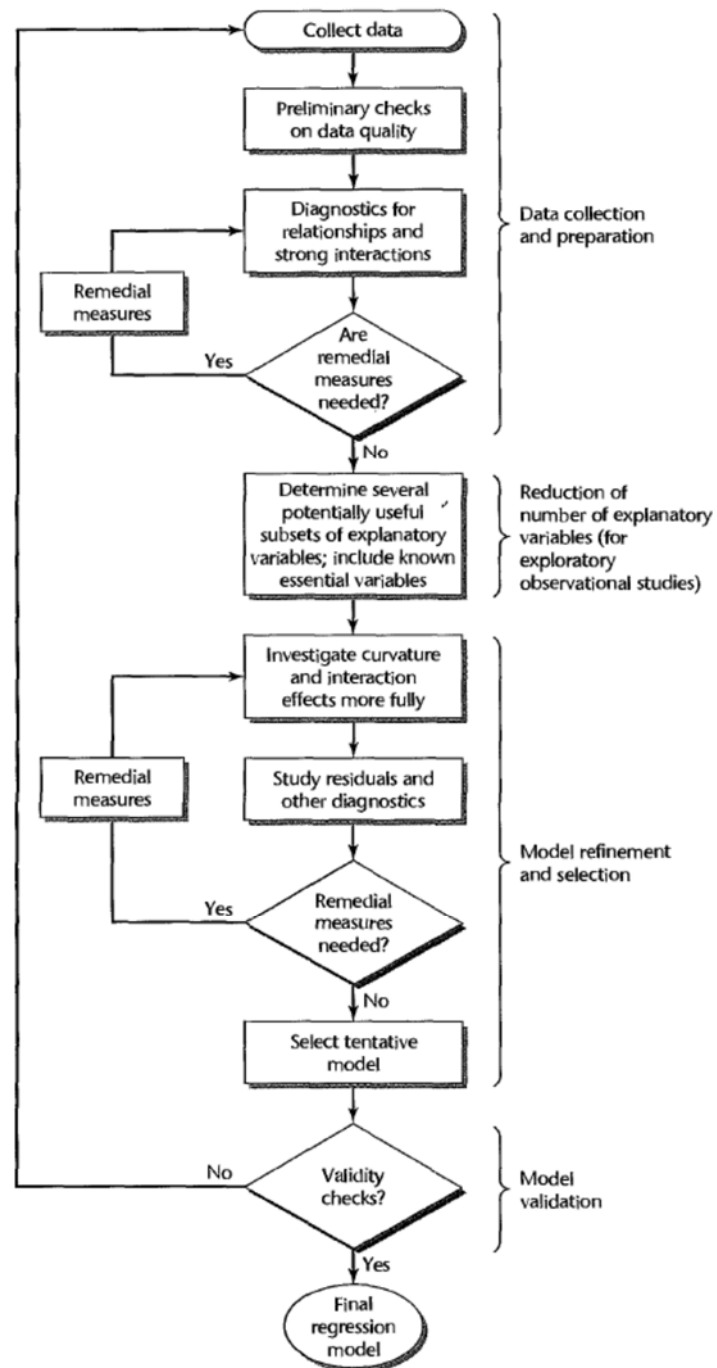 Collect data
Preliminary checks
on data quality
Diagnostics for
relationships and
strong interactions
Data collection
and preparation
Remedial
measures
Are
remedial
measures
needed?
Yes
No
Determine several
potentially useful
subsets of explanatory
variables; include known
essential variables
Reduction of
number of explanatory
variables (for
exploratory
observational studies)
Investigate curvature
and interaction
effects more fully
Remedial
measures
Study residuals and
other diagnostics
Model refinement
and selection
Yes
Remedial
measures
needed?
No
Select tentative
model
No
Validity
checks?
Model
validation
Yes
Final
regression
model